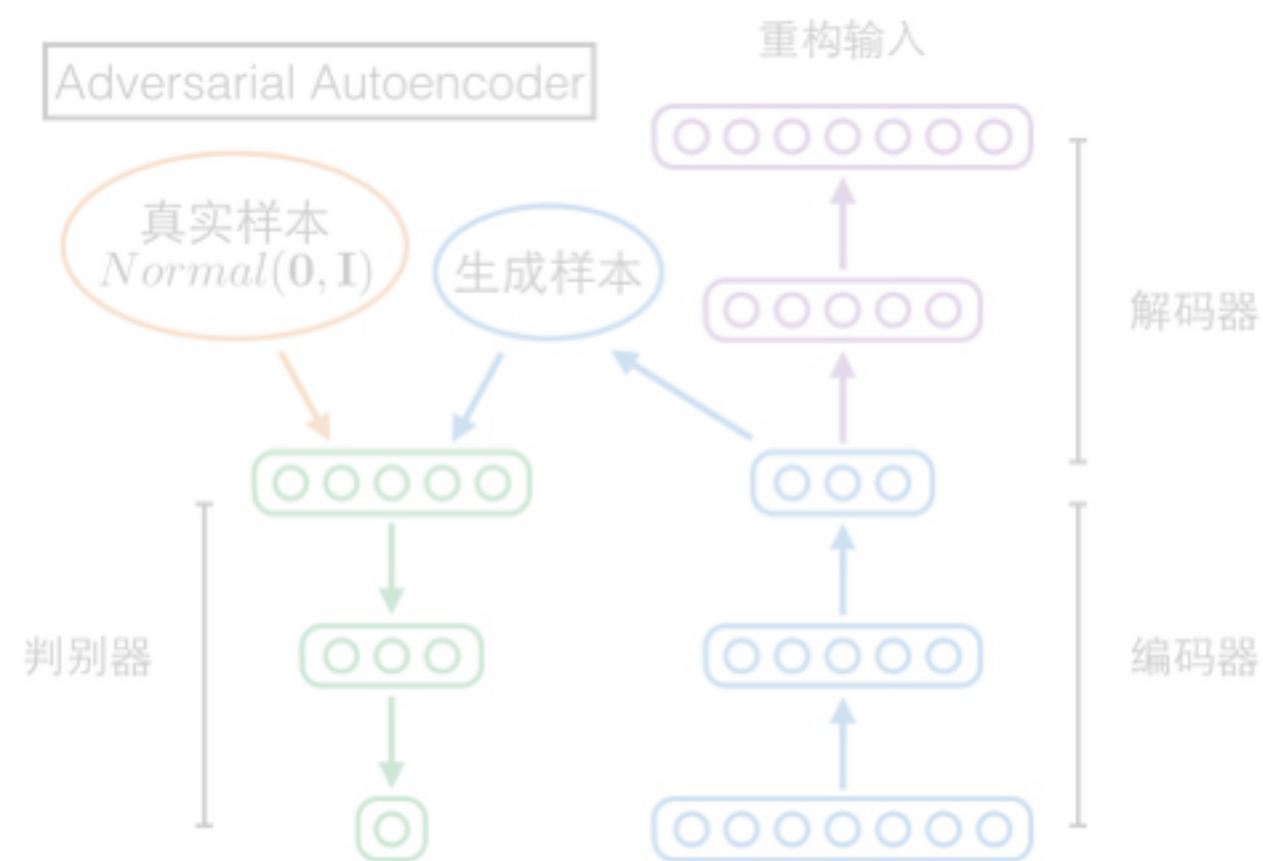 重构输入
Adversarial Autoencoder
真实样本
Normal(0, I)
生成样本
解码器
判别器
编码器